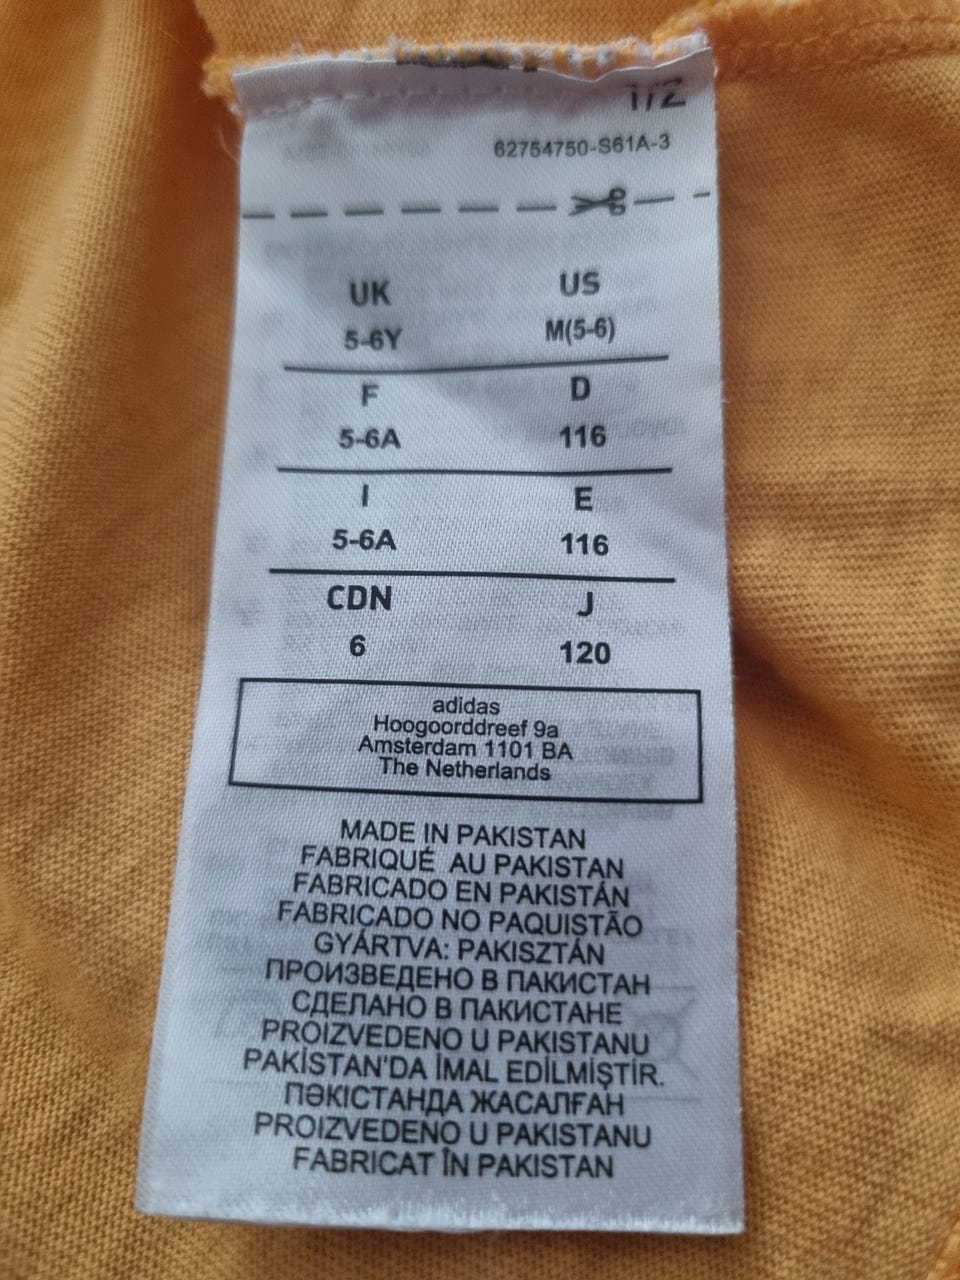 1/2
62754750-S61A-3
UK US
5-6Y M(5-6)
F D
5-6A 116
I E
5-6A 116
CDN J
6 120
adidas
Hoogoorddreef 9a
Amsterdam 1101 BA
The Netherlands
MADE IN PAKISTAN
FABRIQUÉ AU PAKISTAN
FABRICADO EN PAKISTÁN
FABRICADO NO PAQUISTÃO
GYÁRTVA: PAKISZTÁN
ПРОИЗВЕДЕНО В ПАКИСТАН
СДЕЛАНО В ПАКИСТАНЕ
PROIZVEDENO U PAKISTANU
PAKİSTAN'DA İMAL EDİLMİŞTİR.
ПӘКІСТАНДА ЖАСАЛҒАН
PROIZVEDENO U PAKISTANU
FABRICAT ÎN PAKISTAN